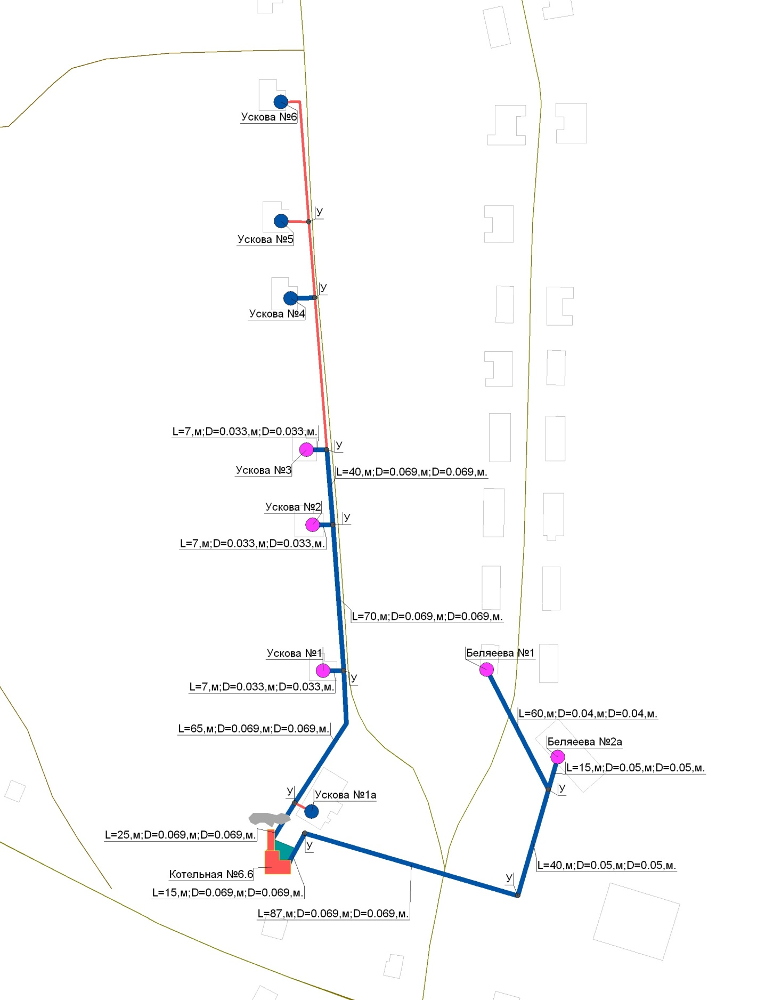 Ускова №6
У
Ускова №5
У
Ускова №4
L=7,м;D=0.033,м;D=0.033,м.
У
Ускова №3
L=40,м;D=0.069,м;D=0.069,м.
Ускова №2
У
L=7,м;D=0.033,м;D=0.033,м.
L=70,м;D=0.069,м;D=0.069,м.
Ускова №1
Беляеева №1
У
L=7,м;D=0.033,м;D=0.033,м.
L=60,м;D=0.04,м;D=0.04,м.
L=65,м;D=0.069,м;D=0.069,м.
Беляеева №2а
L=15,м;D=0.05,м;D=0.05,м.
У
У
Ускова №1а
L=25,м;D=0.069,м;D=0.069,м.
У
L=40,м;D=0.05,м;D=0.05,м.
Котельная №6.6
У
L=15,м;D=0.069,м;D=0.069,м.
L=87,м;D=0.069,м;D=0.069,м.